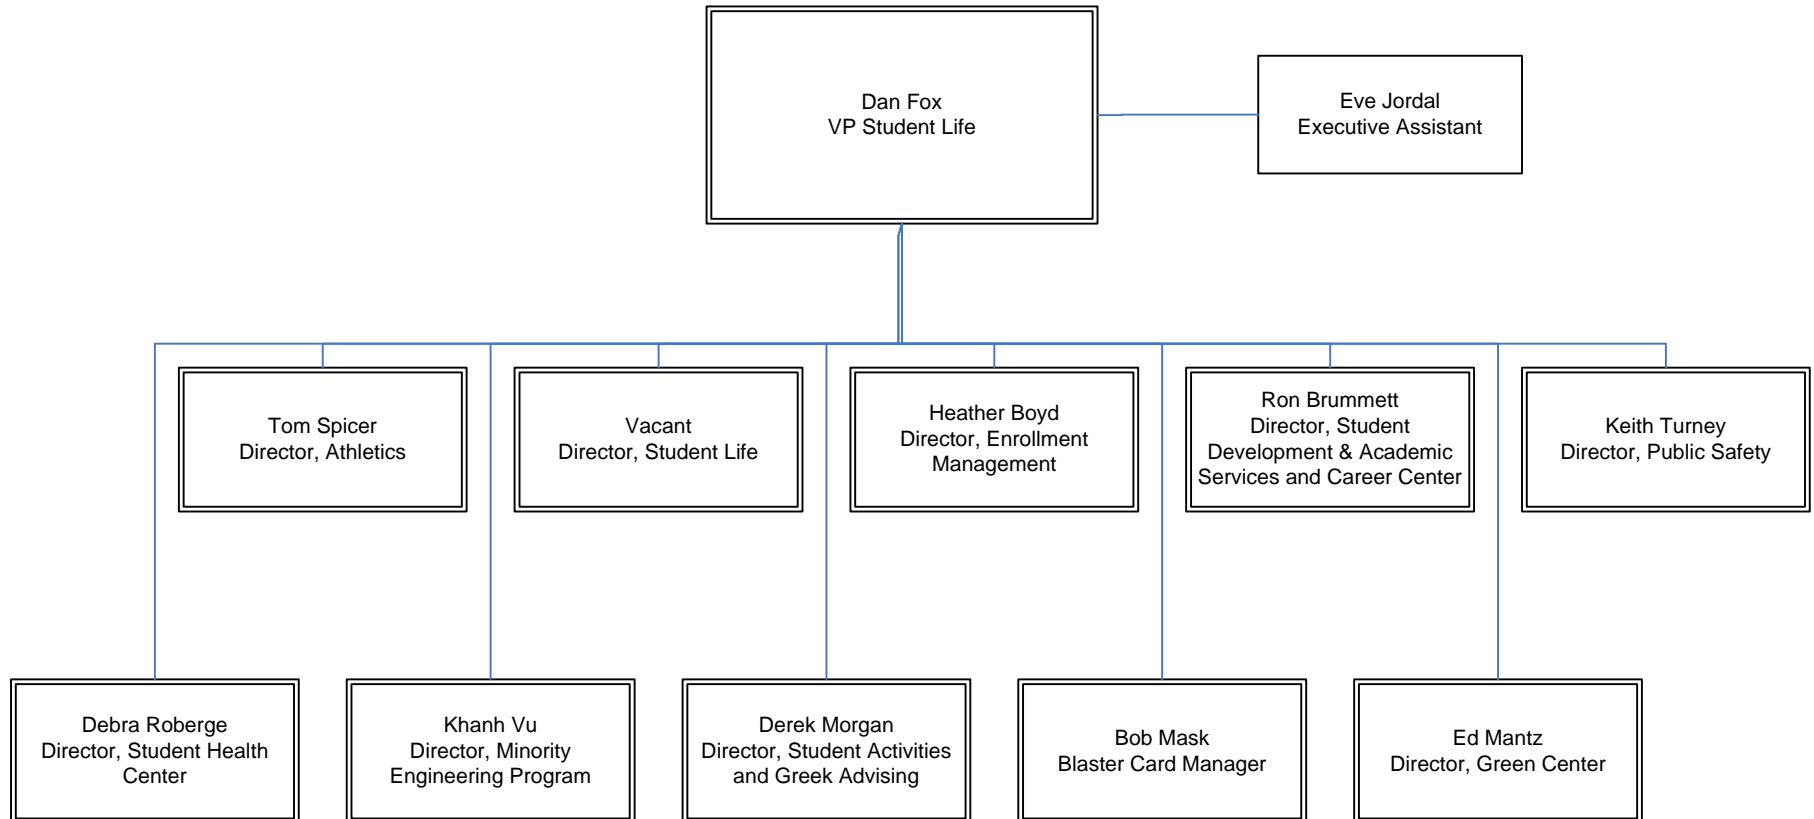 Dan Fox
VP Student Life
Eve Jordal
Executive Assistant
Tom Spicer
Director, Athletics
Vacant
Director, Student Life
Heather Boyd
Director, Enrollment
Management
Ron Brummett
Director, Student
Development & Academic
Services and Career Center
Keith Turney
Director, Public Safety
Debra Roberge
Director, Student Health
Center
Khanh Vu
Director, Minority
Engineering Program
Derek Morgan
Director, Student Activities
and Greek Advising
Bob Mask
Blaster Card Manager
Ed Mantz
Director, Green Center